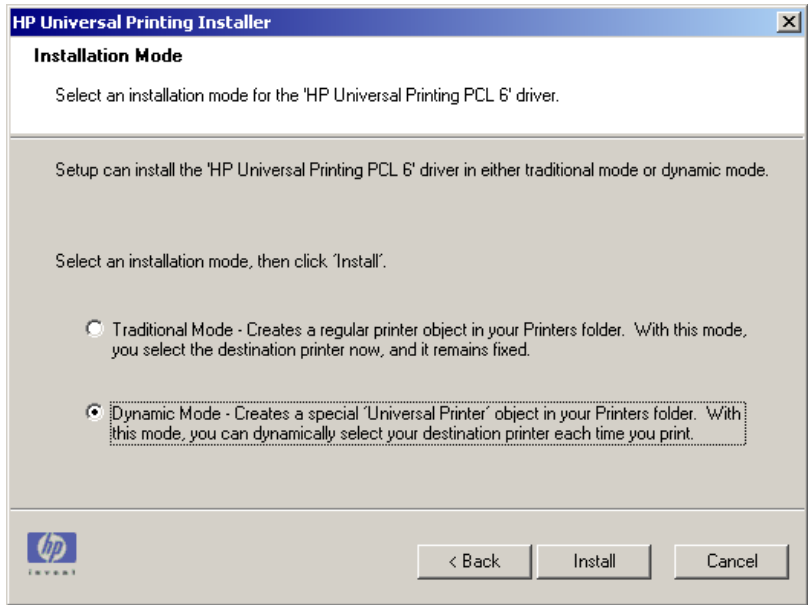 HP Universal Printing Installer
Installation Mode
Select an installation mode for the 'HP Universal Printing PCL 6' driver.
Setup can install the 'HP Universal Printing PCL 6' driver in either traditional mode or dynamic mode.
Select an installation mode, then click ´Install´.
Traditional Mode - Creates a regular printer object in your Printers folder.  With this mode,
you select the destination printer now, and it remains fixed.
Dynamic Mode - Creates a special ´Universal Printer´ object in your Printers folder.  With
this mode, you can dynamically select your destination printer each time you print.
hp
invent
< Back
Install
Cancel